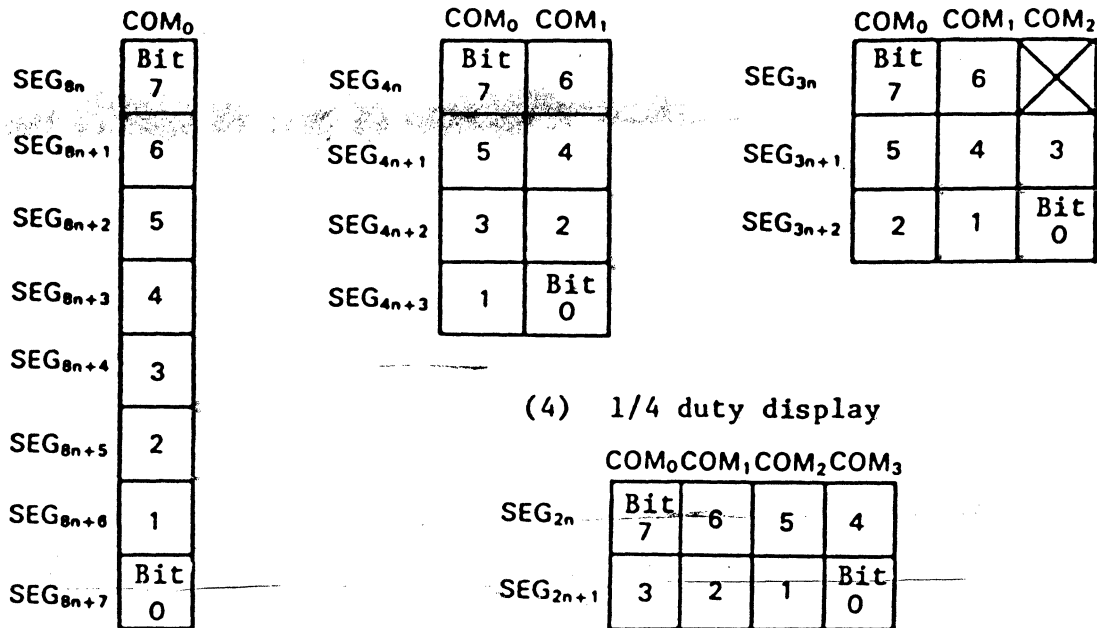 COM₀
SEG₈ₙ Bit 7
SEG₈ₙ₊₁ 6
SEG₈ₙ₊₂ 5
SEG₈ₙ₊₃ 4
SEG₈ₙ₊₄ 3
SEG₈ₙ₊₅ 2
SEG₈ₙ₊₆ 1
SEG₈ₙ₊₇ Bit 0
COM₀ COM₁
SEG₄ₙ Bit 7 6
SEG₄ₙ₊₁ 5 4
SEG₄ₙ₊₂ 3 2
SEG₄ₙ₊₃ 1 Bit 0
COM₀ COM₁ COM₂
SEG₃ₙ Bit 7 6
SEG₃ₙ₊₁ 5 4 3
SEG₃ₙ₊₂ 2 1 Bit 0
(4) 1/4 duty display
COM₀ COM₁ COM₂ COM₃
SEG₂ₙ Bit 7 6 5 4
SEG₂ₙ₊₁ 3 2 1 Bit 0